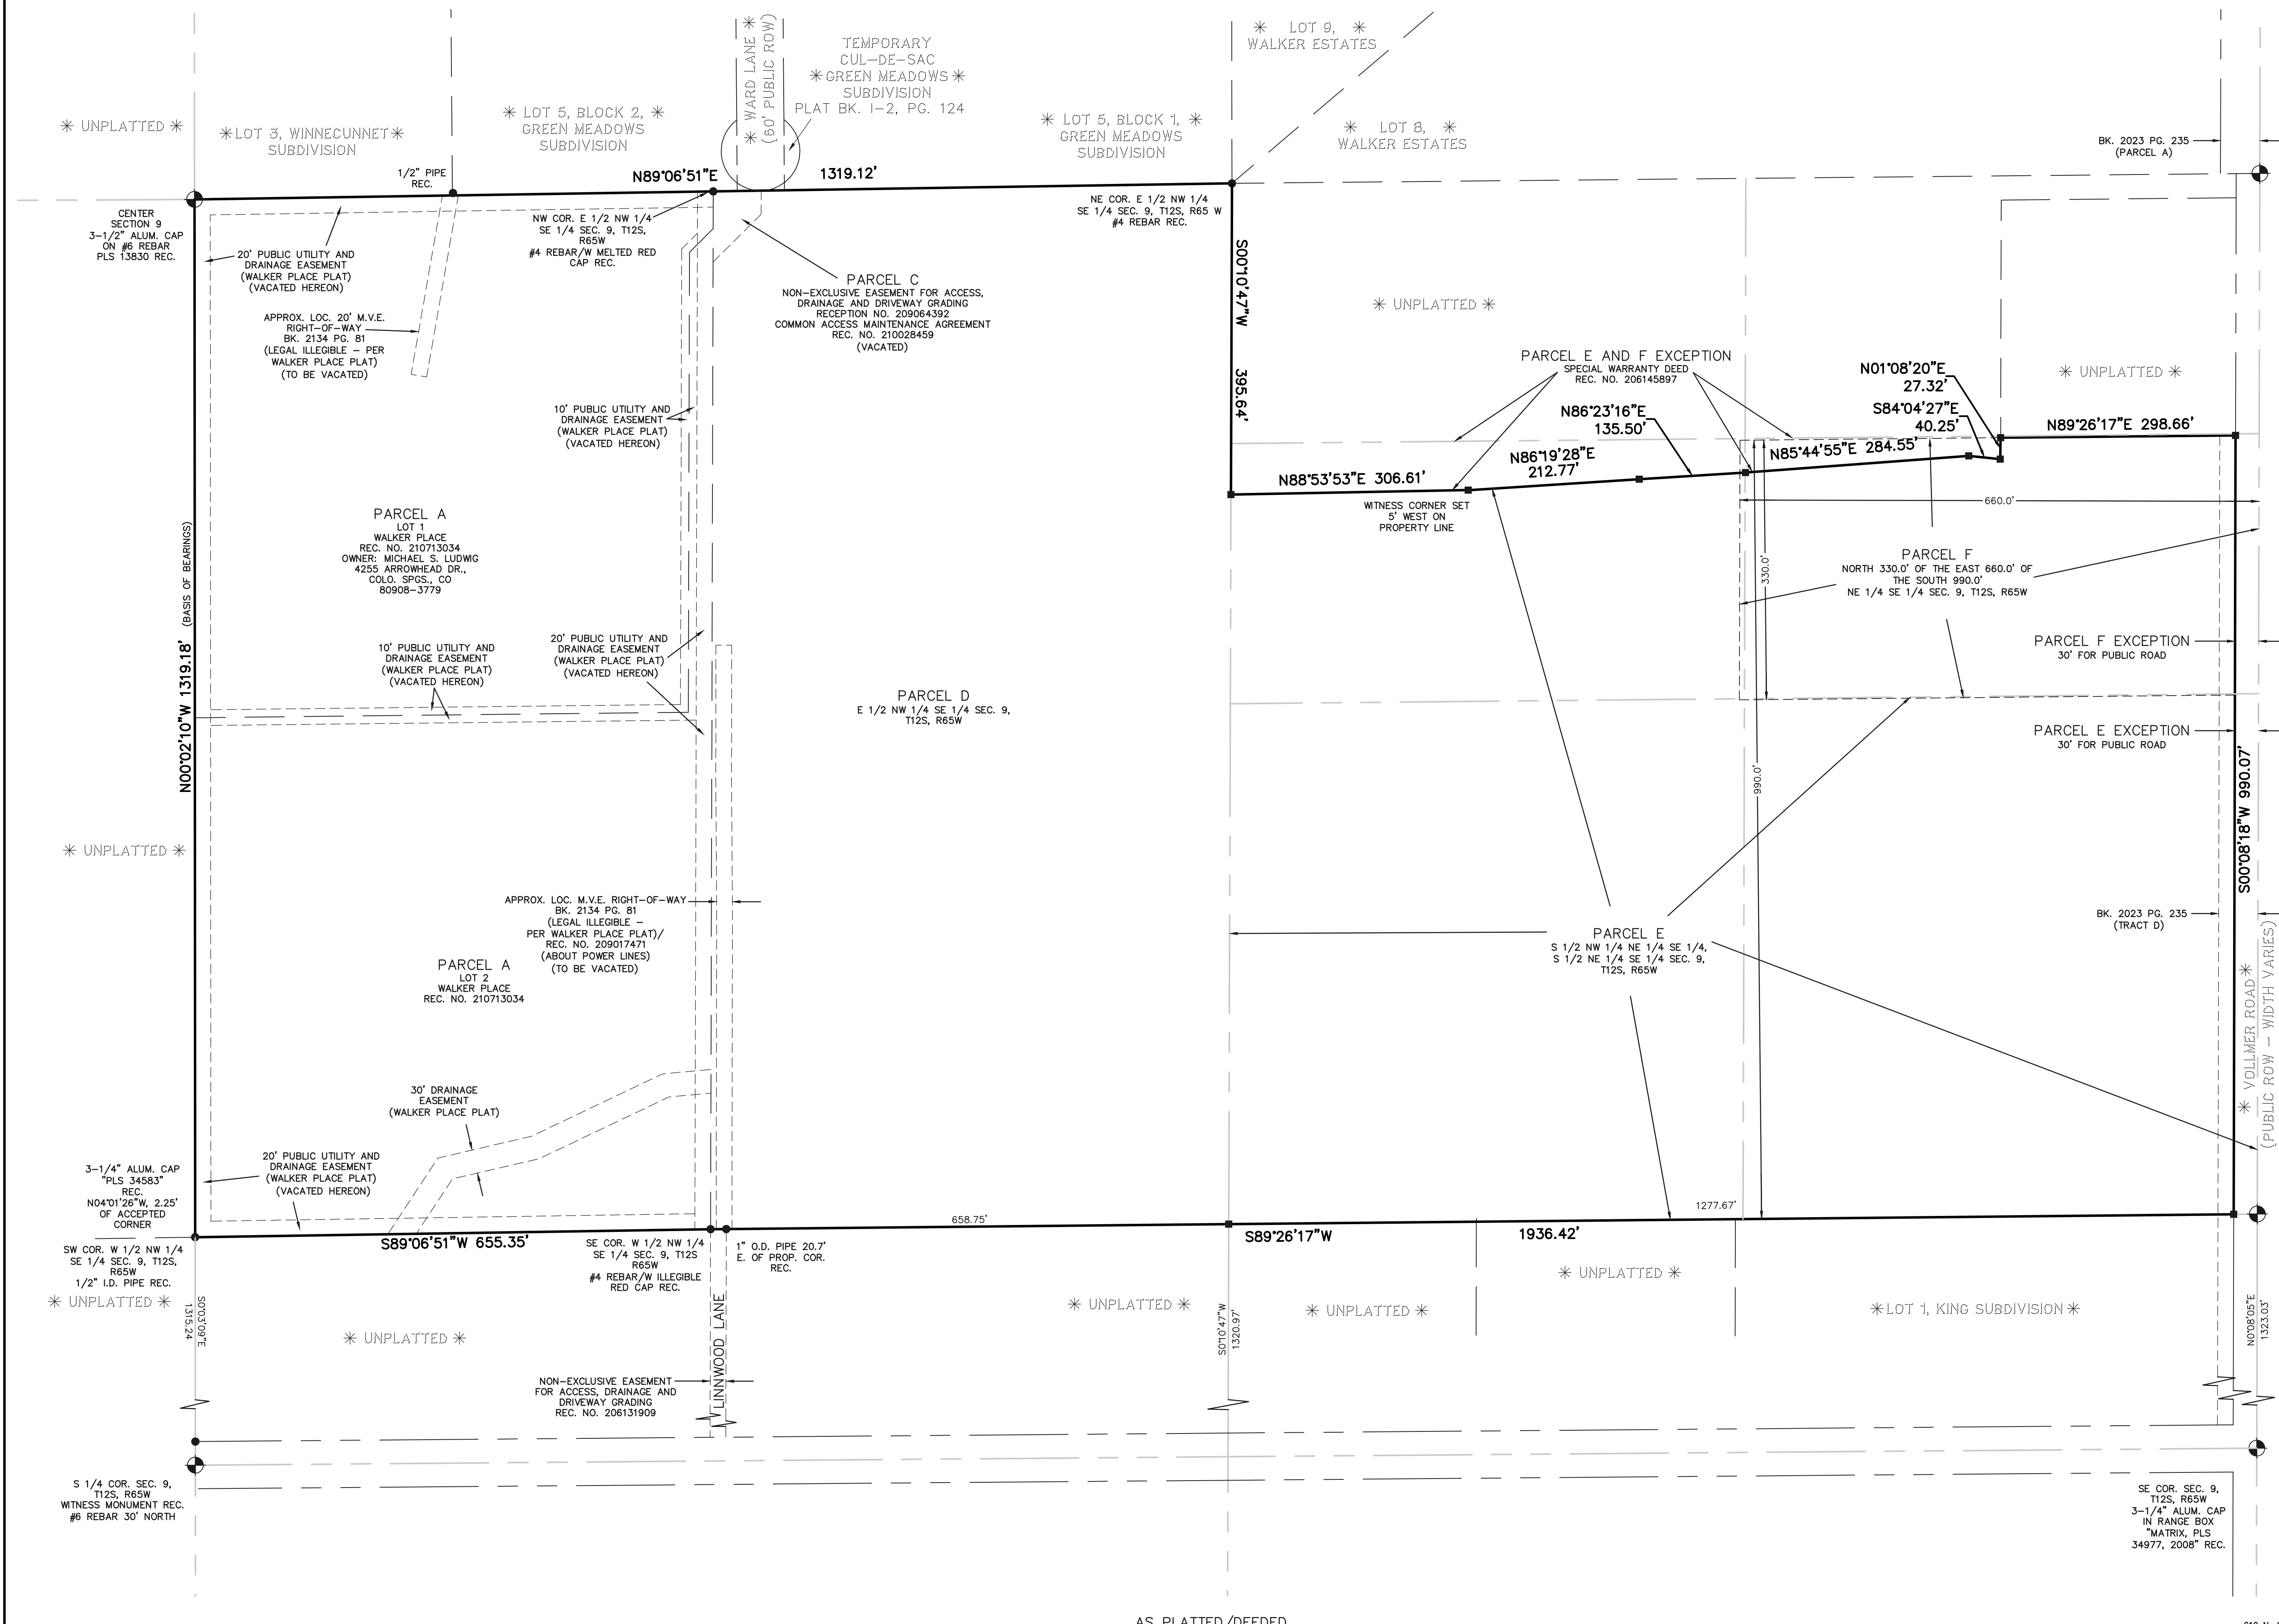 ✳ UNPLATTED ✳
✳LOT 3, WINNECUNNET✳
SUBDIVISION
1/2" PIPE
REC.
✳ LOT 5, BLOCK 2, ✳
GREEN MEADOWS
SUBDIVISION
✳ WARD LANE ✳
(60' PUBLIC ROW)
TEMPORARY
CUL-DE-SAC
✳GREEN MEADOWS✳
SUBDIVISION
PLAT BK. I-2, PG. 124
✳ LOT 5, BLOCK 1, ✳
GREEN MEADOWS
SUBDIVISION
✳ LOT 9, ✳
WALKER ESTATES
✳ LOT 8, ✳
WALKER ESTATES
BK. 2023 PG. 235
(PARCEL A)
N89°06'51"E
1319.12'
CENTER
SECTION 9
3-1/2" ALUM. CAP
ON #6 REBAR
PLS 13830 REC.
20' PUBLIC UTILITY AND
DRAINAGE EASEMENT
(WALKER PLACE PLAT)
(VACATED HEREON)
APPROX. LOC. 20' M.V.E.
RIGHT-OF-WAY
BK. 2134 PG. 81
(LEGAL ILLEGIBLE - PER
WALKER PLACE PLAT)
(TO BE VACATED)
NW COR. E 1/2 NW 1/4
SE 1/4 SEC. 9, T12S,
R65W
#4 REBAR/W MELTED RED
CAP REC.
PARCEL C
NON-EXCLUSIVE EASEMENT FOR ACCESS,
DRAINAGE AND DRIVEWAY GRADING
RECEPTION NO. 209064392
COMMON ACCESS MAINTENANCE AGREEMENT
REC. NO. 210028459
(VACATED)
NE COR. E 1/2 NW 1/4
SE 1/4 SEC. 9, T12S, R65 W
#4 REBAR REC.
S00°10'47"W
395.64'
✳ UNPLATTED ✳
PARCEL E AND F EXCEPTION
SPECIAL WARRANTY DEED
REC. NO. 206145897
N01°08'20"E
27.32'
✳ UNPLATTED ✳
S84°04'27"E
40.25'
N86°23'16"E
135.50'
N89°26'17"E 298.66'
N86°19'28"E
212.77'
N85°44'55"E 284.55'
N88°53'53"E 306.61'
WITNESS CORNER SET
5' WEST ON
PROPERTY LINE
660.0'
330.0'
990.0'
10' PUBLIC UTILITY AND
DRAINAGE EASEMENT
(WALKER PLACE PLAT)
(VACATED HEREON)
PARCEL A
LOT 1
WALKER PLACE
REC. NO. 210713034
OWNER: MICHAEL S. LUDWIG
4255 ARROWHEAD DR.,
COLO. SPGS., CO
80908-3779
N00°02'10"W 1319.18' (BASIS OF BEARINGS)
PARCEL F
NORTH 330.0' OF THE EAST 660.0' OF
THE SOUTH 990.0'
NE 1/4 SE 1/4 SEC. 9, T12S, R65W
PARCEL F EXCEPTION
30' FOR PUBLIC ROAD
10' PUBLIC UTILITY AND
DRAINAGE EASEMENT
(WALKER PLACE PLAT)
(VACATED HEREON)
20' PUBLIC UTILITY AND
DRAINAGE EASEMENT
(WALKER PLACE PLAT)
(VACATED HEREON)
PARCEL D
E 1/2 NW 1/4 SE 1/4 SEC. 9,
T12S, R65W
PARCEL E EXCEPTION
30' FOR PUBLIC ROAD
S00°08'18"W 990.07'
✳ UNPLATTED ✳
APPROX. LOC. M.V.E. RIGHT-OF-WAY
BK. 2134 PG. 81
(LEGAL ILLEGIBLE -
PER WALKER PLACE PLAT)/
REC. NO. 209017471
(ABOUT POWER LINES)
(TO BE VACATED)
PARCEL A
LOT 2
WALKER PLACE
REC. NO. 210713034
PARCEL E
S 1/2 NW 1/4 NE 1/4 SE 1/4,
S 1/2 NE 1/4 SE 1/4 SEC. 9,
T12S, R65W
BK. 2023 PG. 235
(TRACT D)
✳ VOLLMER ROAD✳
(PUBLIC ROW - WIDTH VARIES)
30' DRAINAGE
EASEMENT
(WALKER PLACE PLAT)
3-1/4" ALUM. CAP
"PLS 34583"
REC.
N04°01'26"W, 2.25'
OF ACCEPTED
CORNER
20' PUBLIC UTILITY AND
DRAINAGE EASEMENT
(WALKER PLACE PLAT)
(VACATED HEREON)
S89°06'51"W 655.35'
658.75'
1277.67'
S89°26'17"W
1936.42'
SW COR. W 1/2 NW 1/4
SE 1/4 SEC. 9, T12S,
R65W
1/2" I.D. PIPE REC.
SE COR. W 1/2 NW 1/4
SE 1/4 SEC. 9, T12S
R65W
#4 REBAR/W ILLEGIBLE
RED CAP REC.
1" O.D. PIPE 20.7'
E. OF PROP. COR.
REC.
✳ UNPLATTED ✳
S0°03'09"E
1315.24
✳ UNPLATTED ✳
LINNWOOD LANE
✳ UNPLATTED ✳
S0°10'47"W
1320.97'
✳ UNPLATTED ✳
✳ UNPLATTED ✳
✳LOT 1, KING SUBDIVISION ✳
N0°08'05"E
1323.03'
NON-EXCLUSIVE EASEMENT
FOR ACCESS, DRAINAGE AND
DRIVEWAY GRADING
REC. NO. 206131909
S 1/4 COR. SEC. 9,
T12S, R65W
WITNESS MONUMENT REC.
#6 REBAR 30' NORTH
SE COR. SEC. 9,
T12S, R65W
3-1/4" ALUM. CAP
IN RANGE BOX
"MATRIX, PLS
34977, 2008" REC.
AS PLATTED/DEEDED